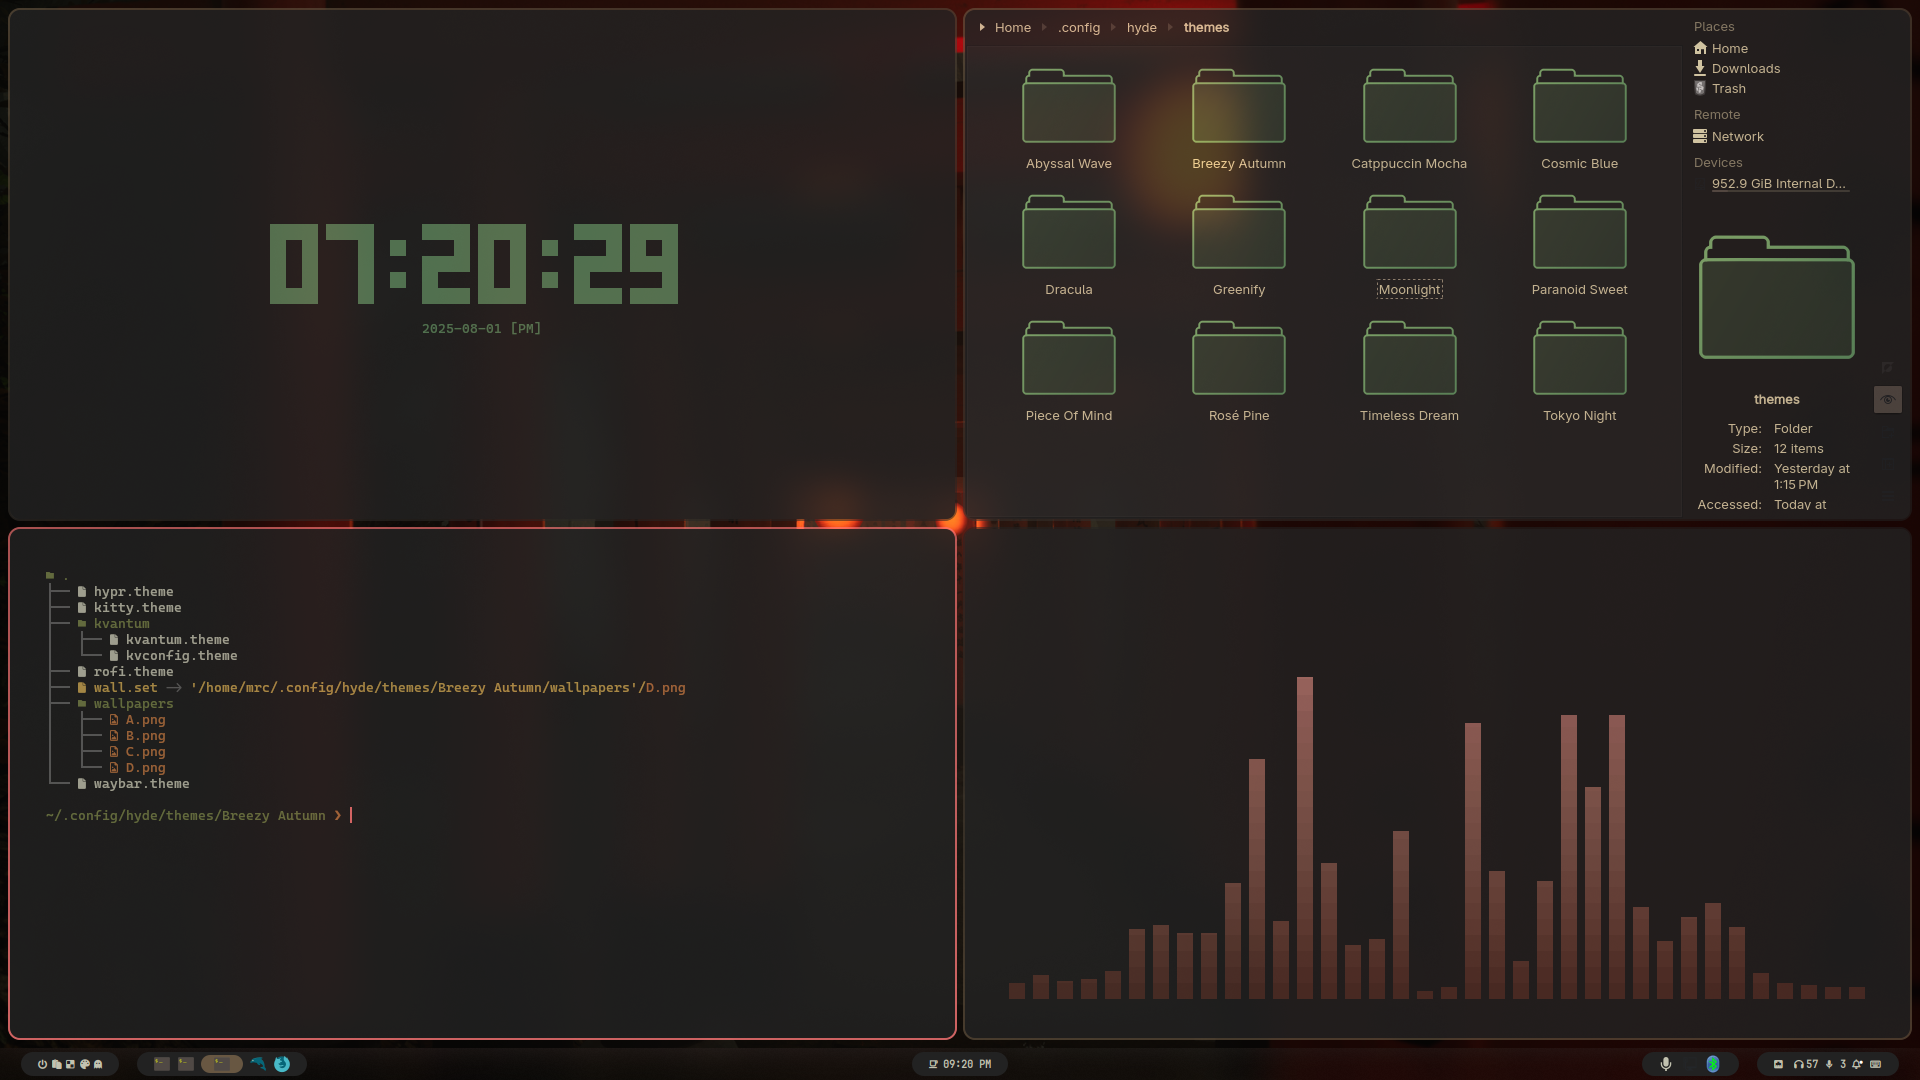 07:20:29
2025-08-01 [PM]
Home .config hyde themes
Abyssal Wave Breezy Autumn Catppuccin Mocha Cosmic Blue
Dracula Greenify Moonlight Paranoid Sweet
Piece Of Mind Rosé Pine Timeless Dream Tokyo Night
Places
Home
Downloads
Trash
Remote
Network
Devices
952.9 GiB Internal D...
themes
Type: Folder
Size: 12 items
Modified: Yesterday at
1:15 PM
Accessed: Today at
.
hypr.theme
kitty.theme
kvantum
kvantum.theme
kvconfig.theme
rofi.theme
wall.set -> '/home/mrc/.config/hyde/themes/Breezy Autumn/wallpapers'/D.png
wallpapers
A.png
B.png
C.png
D.png
waybar.theme
~/.config/hyde/themes/Breezy Autumn ❯
09:20 PM
57 3